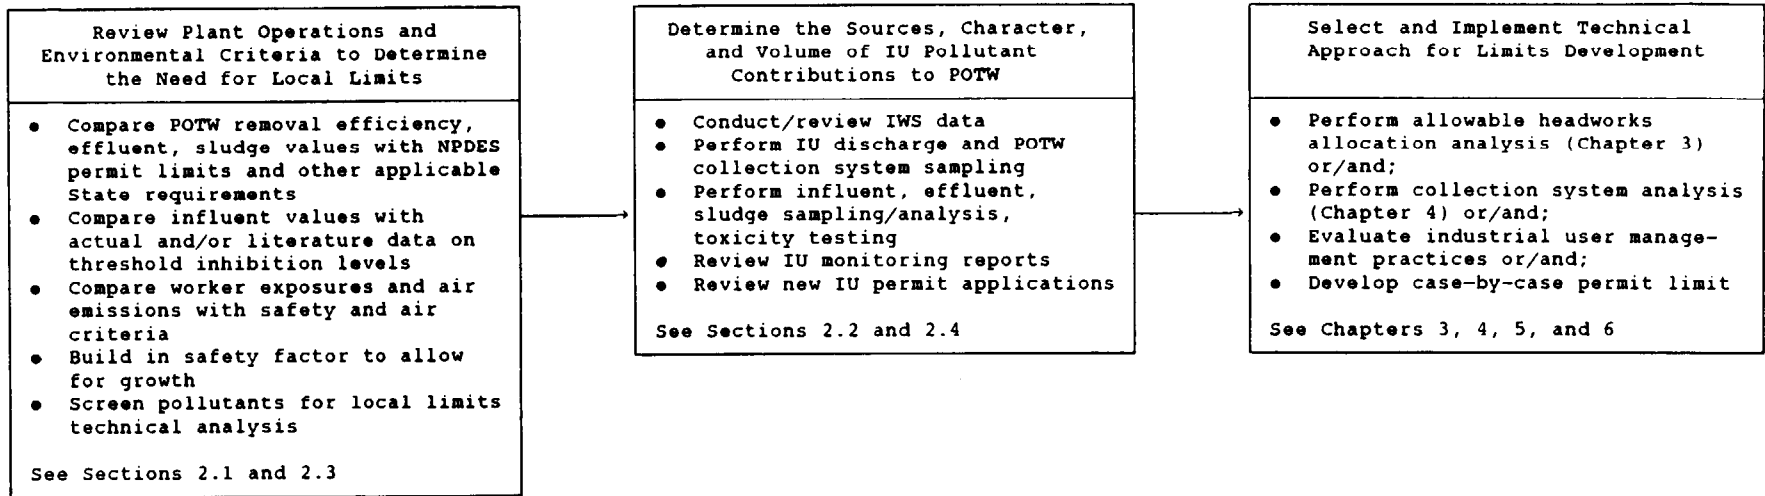 Review Plant Operations and
Environmental Criteria to Determine
the Need for Local Limits
● Compare POTW removal efficiency,
effluent, sludge values with NPDES
permit limits and other applicable
State requirements
● Compare influent values with
actual and/or literature data on
threshold inhibition levels
● Compare worker exposures and air
emissions with safety and air
criteria
● Build in safety factor to allow
for growth
● Screen pollutants for local limits
technical analysis
See Sections 2.1 and 2.3
Determine the Sources, Character,
and Volume of IU Pollutant
Contributions to POTW
● Conduct/review IWS data
● Perform IU discharge and POTW
collection system sampling
● Perform influent, effluent,
sludge sampling/analysis,
toxicity testing
● Review IU monitoring reports
● Review new IU permit applications
See Sections 2.2 and 2.4
Select and Implement Technical
Approach for Limits Development
● Perform allowable headworks
allocation analysis (Chapter 3)
or/and;
● Perform collection system analysis
(Chapter 4) or/and;
● Evaluate industrial user manage-
ment practices or/and;
● Develop case-by-case permit limit
See Chapters 3, 4, 5, and 6